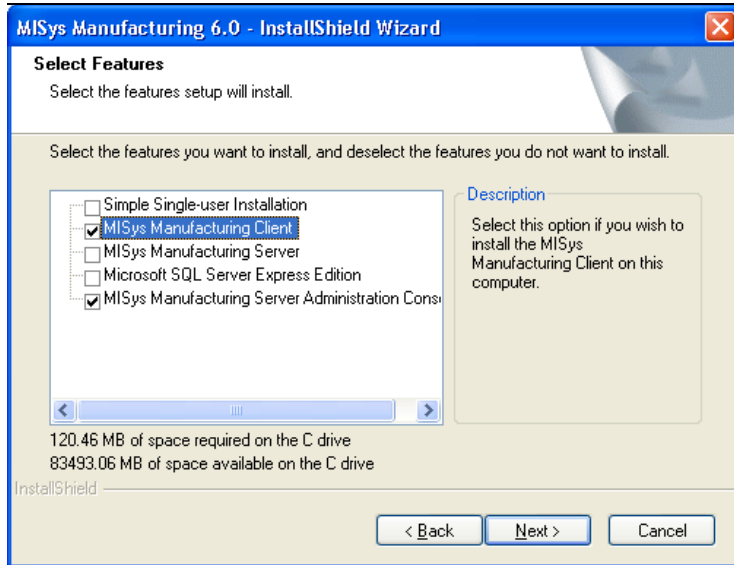 MISys Manufacturing 6.0 - InstallShield Wizard
Select Features
Select the features setup will install.
Select the features you want to install, and deselect the features you do not want to install.
Simple Single-user Installation
MISys Manufacturing Client
MISys Manufacturing Server
Microsoft SQL Server Express Edition
MISys Manufacturing Server Administration Cons
Description
Select this option if you wish to
install the MISys
Manufacturing Client on this
computer.
120.46 MB of space required on the C drive
83493.06 MB of space available on the C drive
InstallShield
< Back
Next >
Cancel